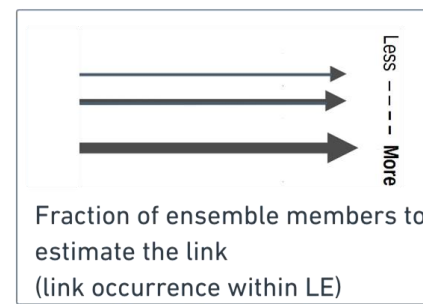 Less ---- More
Fraction of ensemble members to
estimate the link
(link occurrence within LE)